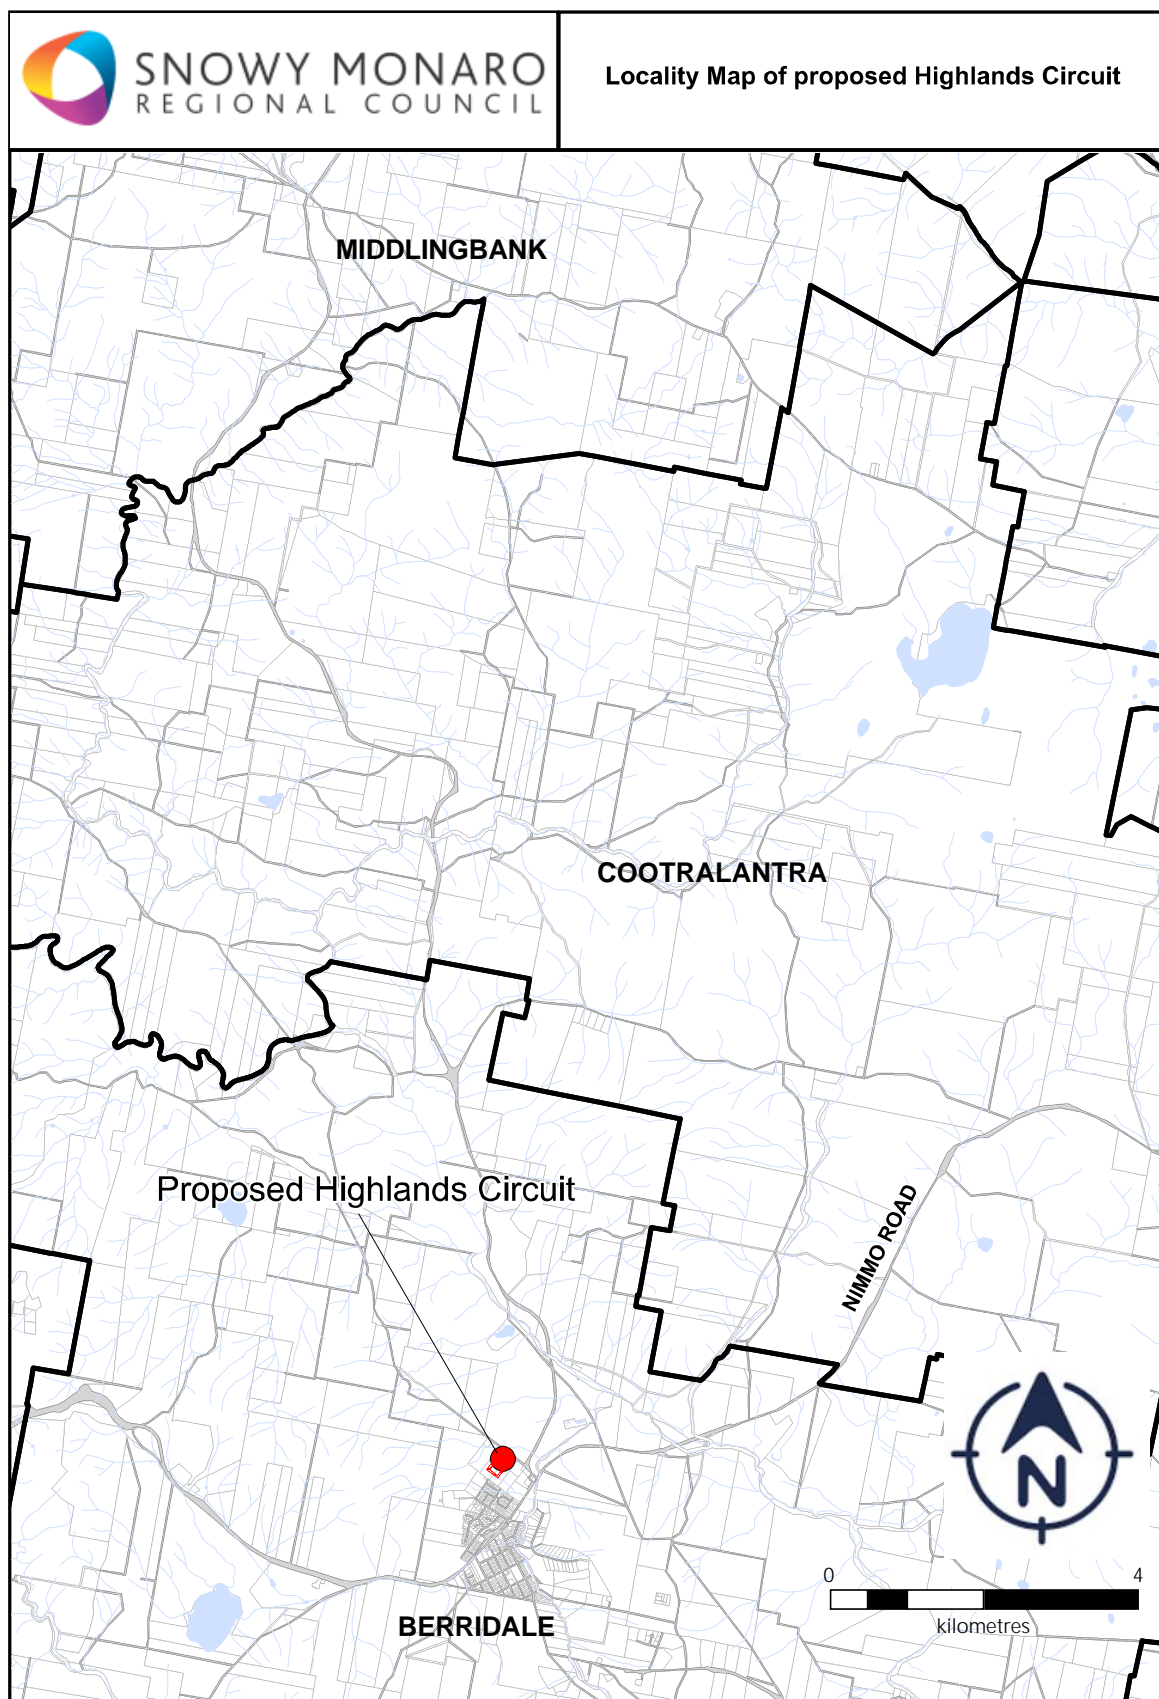 SNOWY MONARO
REGIONAL COUNCIL
Locality Map of proposed Highlands Circuit
MIDDLINGBANK
COOTRALANTRA
Proposed Highlands Circuit
NIMMO ROAD
N
0 4
kilometres
BERRIDALE